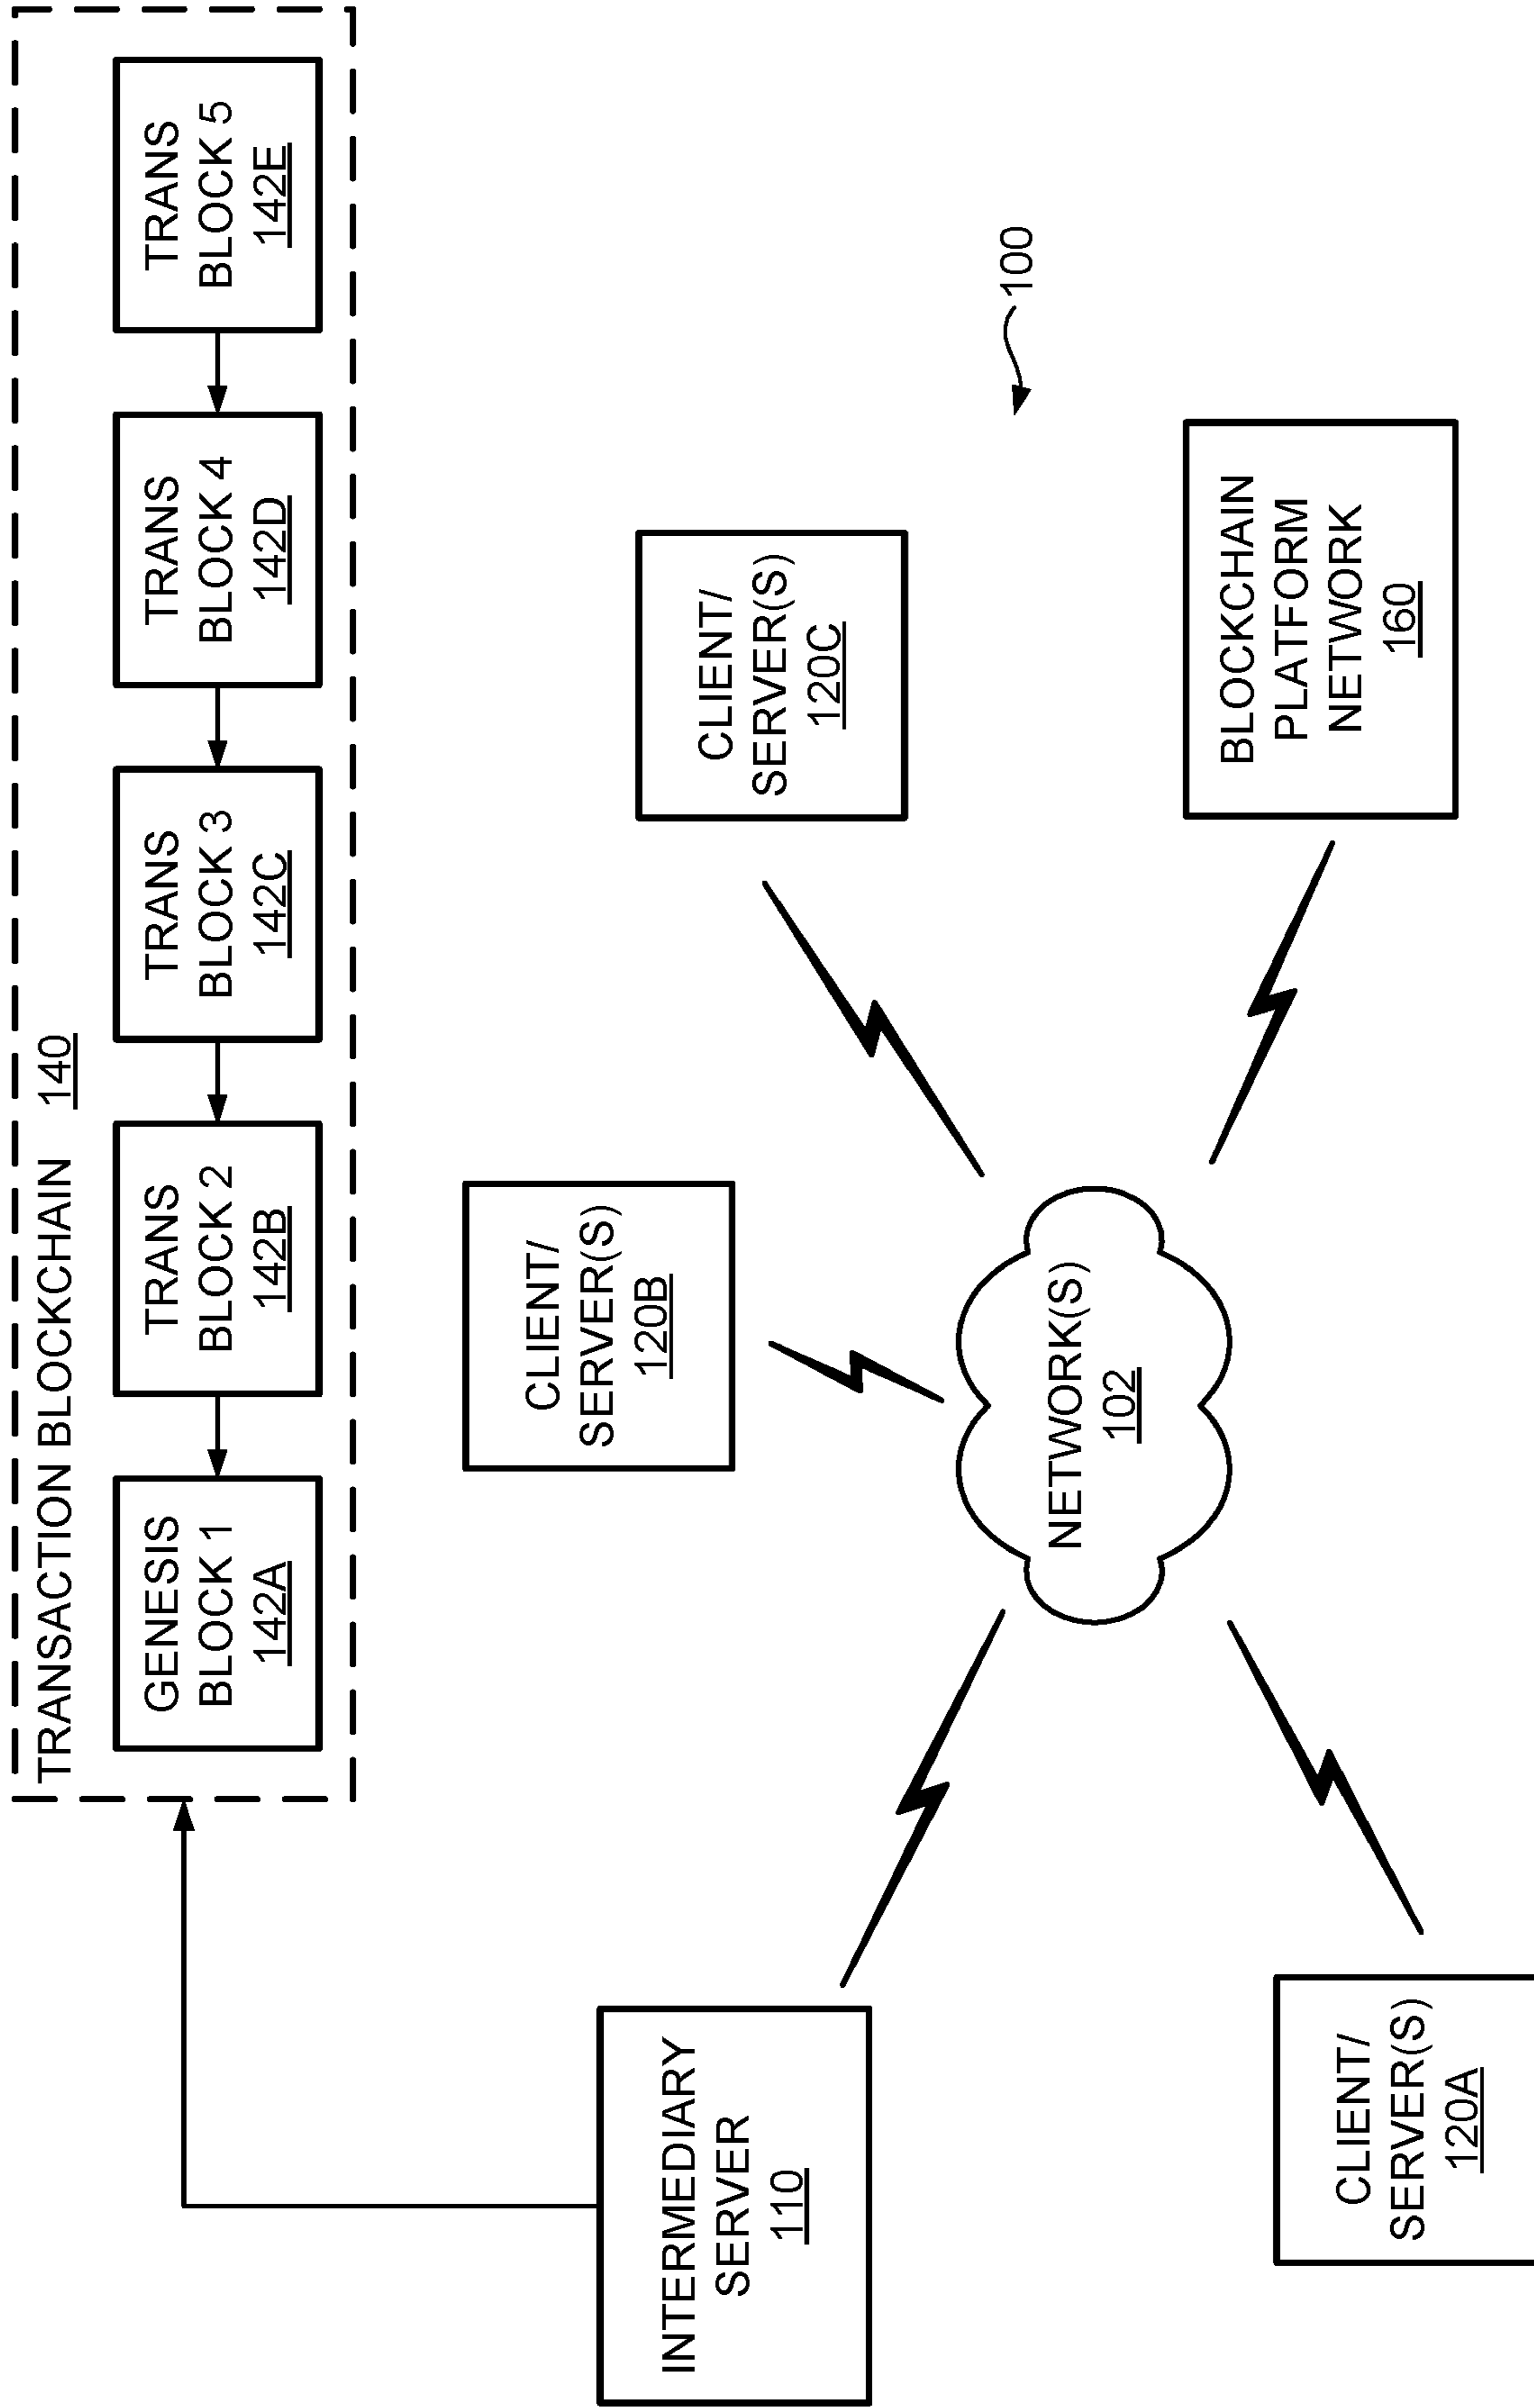 TRANSACTION BLOCKCHAIN 140
GENESIS
BLOCK 1
142A
TRANS
BLOCK 2
142B
TRANS
BLOCK 3
142C
TRANS
BLOCK 4
142D
TRANS
BLOCK 5
142E
INTERMEDIARY
SERVER
110
CLIENT/
SERVER(S)
120B
CLIENT/
SERVER(S)
120C
100
NETWORK(S)
102
CLIENT/
SERVER(S)
120A
BLOCKCHAIN
PLATFORM
NETWORK
160